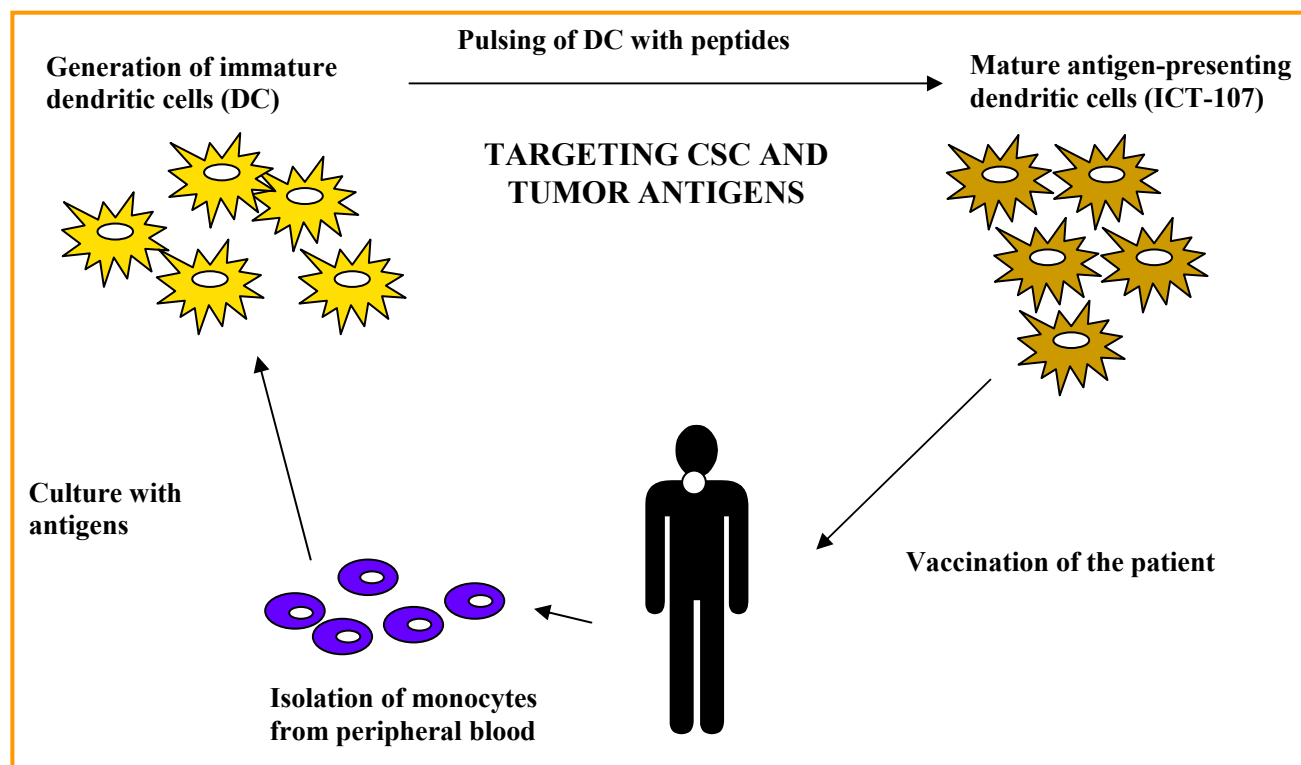 Pulsing of DC with peptides
Generation of immature
dendritic cells (DC)
Mature antigen-presenting
dendritic cells (ICT-107)
TARGETING CSC AND
TUMOR ANTIGENS
Culture with
antigens
Vaccination of the patient
Isolation of monocytes
from peripheral blood